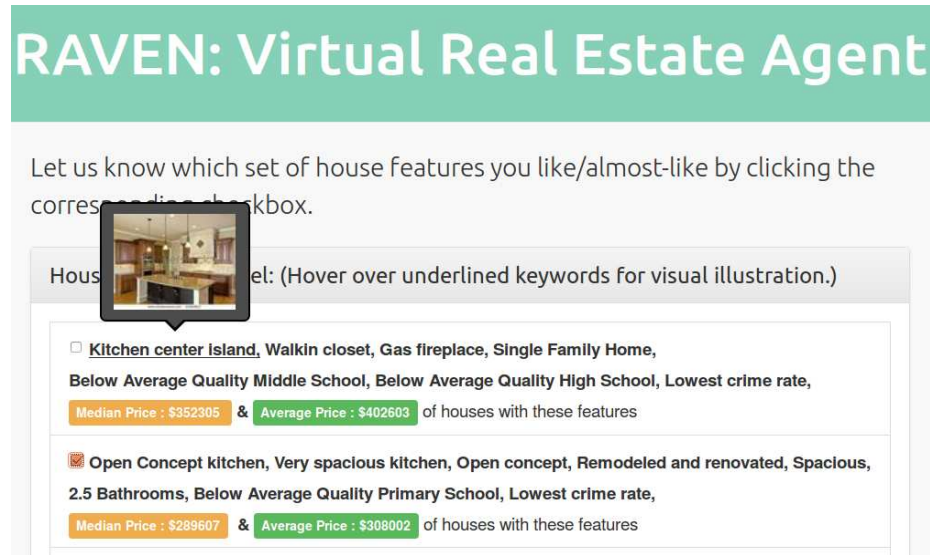 RAVEN: Virtual Real Estate Agent
Let us know which set of house features you like/almost-like by clicking the
corresponding checkbox.
Hous el: (Hover over underlined keywords for visual illustration.)
Kitchen center island, Walkin closet, Gas fireplace, Single Family Home,
Below Average Quality Middle School, Below Average Quality High School, Lowest crime rate,
Median Price : $352305 & Average Price : $402603 of houses with these features
Open Concept kitchen, Very spacious kitchen, Open concept, Remodeled and renovated, Spacious,
2.5 Bathrooms, Below Average Quality Primary School, Lowest crime rate,
Median Price : $289607 & Average Price : $308002 of houses with these features